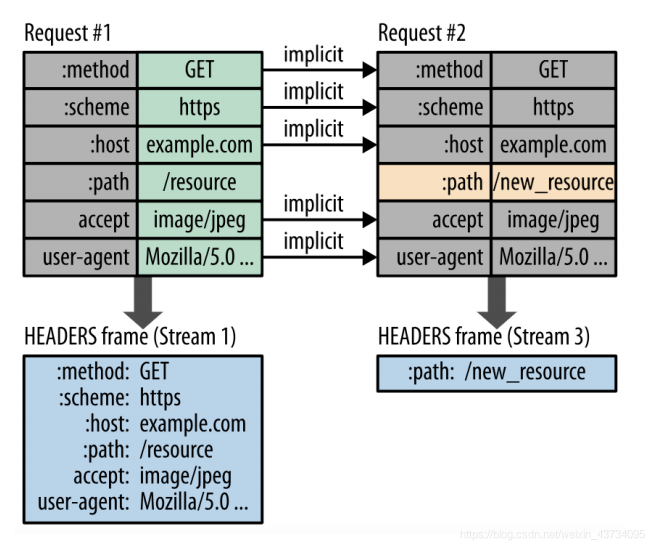 Request #1
Request #2
:method GET implicit :method GET
:scheme https implicit :scheme https
:host example.com implicit :host example.com
:path /resource :path /new_resource
accept image/jpeg implicit accept image/jpeg
user-agent Mozilla/5.0 ... implicit user-agent Mozilla/5.0 ...
HEADERS frame (Stream 1)
:method: GET
:scheme: https
:host: example.com
:path: /resource
accept: image/jpeg
user-agent: Mozilla/5.0 ...
HEADERS frame (Stream 3)
:path: /new_resource
https://blog.csdn.net/weixin_43734095